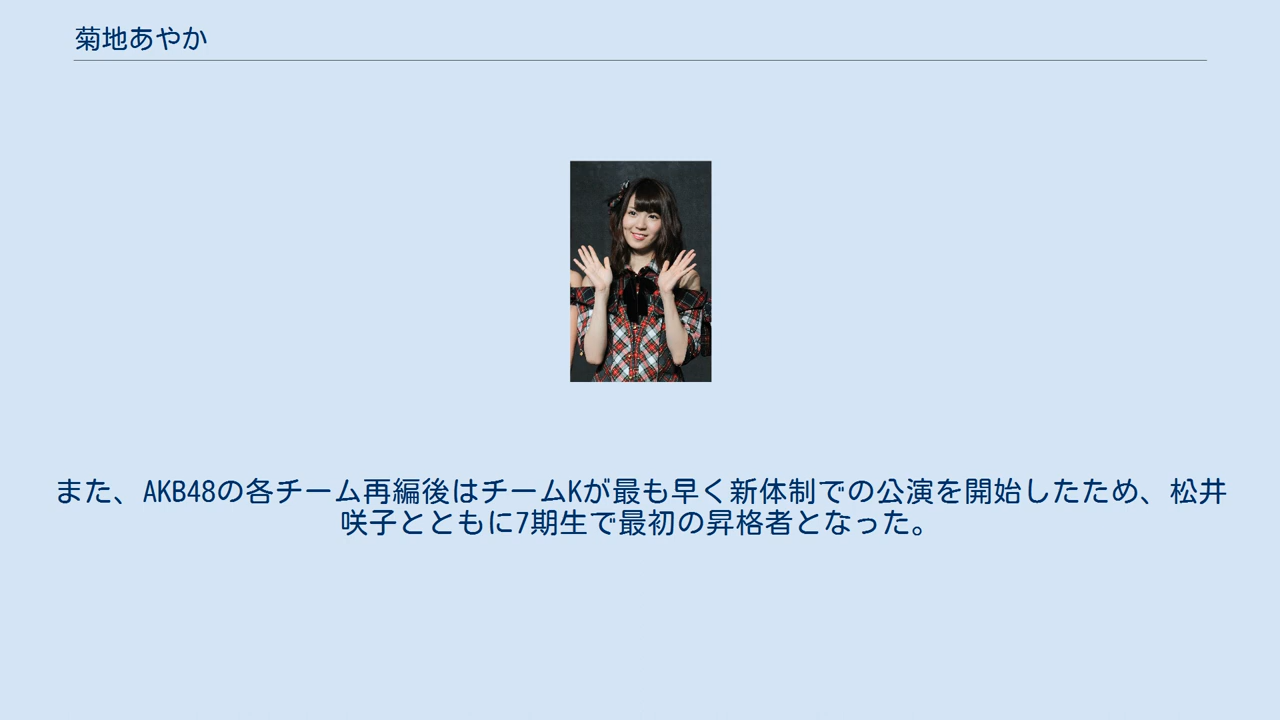 菊地あやか
また、AKB48の各チーム再編後はチームKが最も早く新体制での公演を開始したため、松井
咲子とともに7期生で最初の昇格者となった。